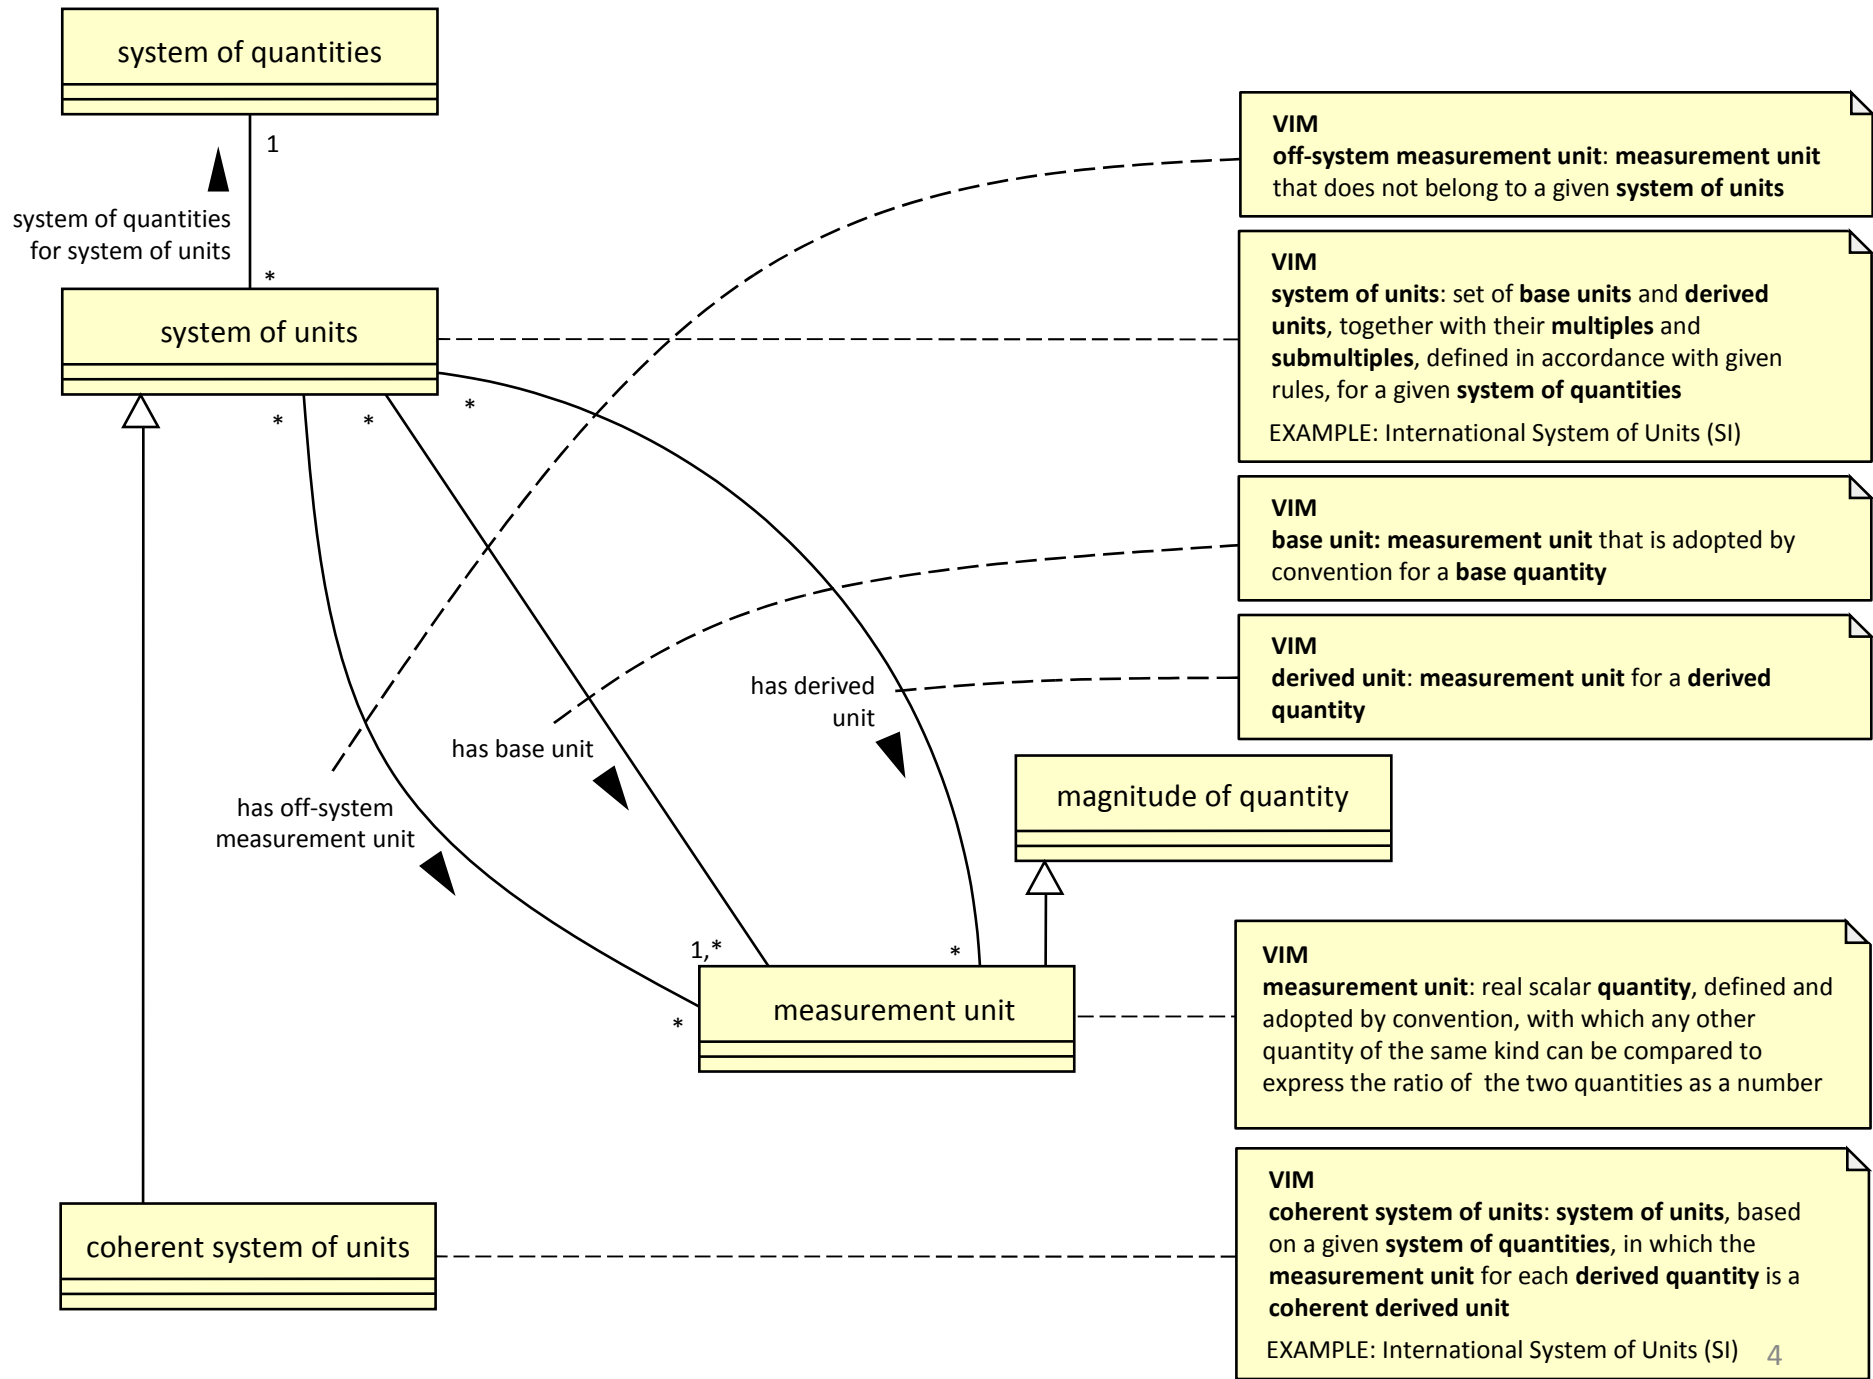 system of quantities
1
system of quantities
for system of units
*
system of units
*
*
*
VIM
off-system measurement unit: measurement unit
that does not belong to a given system of units
VIM
system of units: set of base units and derived
units, together with their multiples and
submultiples, defined in accordance with given
rules, for a given system of quantities
EXAMPLE: International System of Units (SI)
VIM
base unit: measurement unit that is adopted by
convention for a base quantity
VIM
derived unit: measurement unit for a derived
quantity
has derived
unit
has base unit
has off-system
measurement unit
magnitude of quantity
1,*
*
*
measurement unit
VIM
measurement unit: real scalar quantity, defined and
adopted by convention, with which any other
quantity of the same kind can be compared to
express the ratio of the two quantities as a number
coherent system of units
VIM
coherent system of units: system of units, based
on a given system of quantities, in which the
measurement unit for each derived quantity is a
coherent derived unit
EXAMPLE: International System of Units (SI)
4